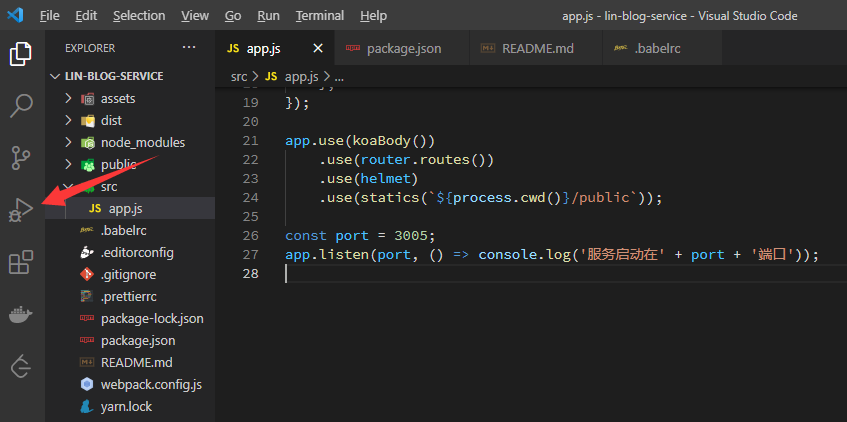 File Edit Selection View Go Run Terminal Help app.js - lin-blog-service - Visual Studio Code
EXPLORER ···
JS app.js × package.json README.md .babelrc
LIN-BLOG-SERVICE
src > JS app.js > ...
assets
dist
node_modules
public
src
JS app.js
.babelrc
.editorconfig
.gitignore
.prettierrc
package-lock.json
package.json
README.md
webpack.config.js
yarn.lock
19 });
20
21 app.use(koaBody())
22 .use(router.routes())
23 .use(helmet)
24 .use(statics(`${process.cwd()}/public`));
25
26 const port = 3005;
27 app.listen(port, () => console.log('服务启动在' + port + '端口'));
28